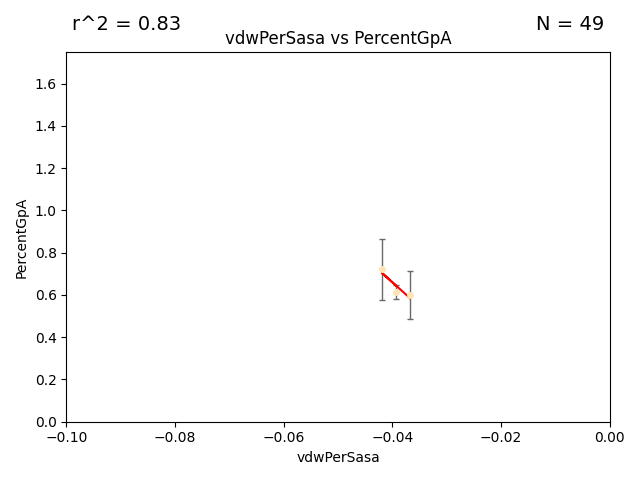 r^2 = 0.83
N = 49
vdwPerSasa vs PercentGpA
PercentGpA
1.6
1.4
1.2
1.0
0.8
0.6
0.4
0.2
0.0
−0.10 −0.08 −0.06 −0.04 −0.02 0.00
vdwPerSasa